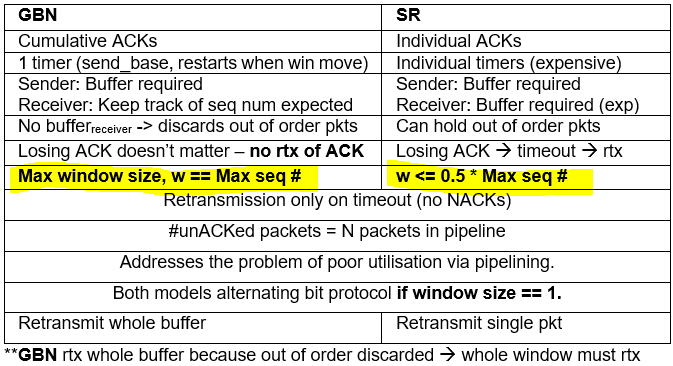 GBN SR
Cumulative ACKs Individual ACKs
1 timer (send_base, restarts when win move) Individual timers (expensive)
Sender: Buffer required Sender: Buffer required
Receiver: Keep track of seq num expected Receiver: Buffer required (exp)
No buffer receiver -> discards out of order pkts Can hold out of order pkts
Losing ACK doesn’t matter – no rtx of ACK Losing ACK → timeout → rtx
Max window size, w == Max seq # w <= 0.5 * Max seq #
Retransmission only on timeout (no NACKs)
#unACKed packets = N packets in pipeline
Addresses the problem of poor utilisation via pipelining.
Both models alternating bit protocol if window size == 1.
Retransmit whole buffer Retransmit single pkt
**GBN rtx whole buffer because out of order discarded → whole window must rtx